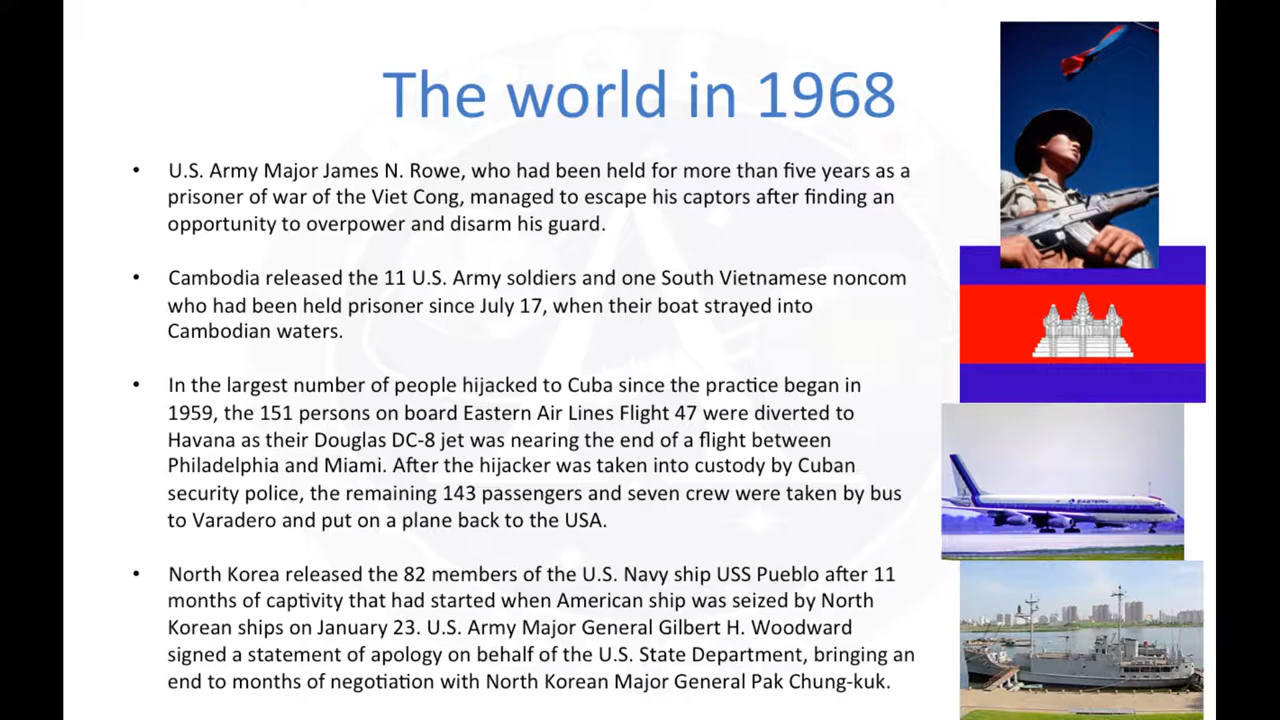 The world in 1968
• U.S. Army Major James N. Rowe, who had been held for more than five years as a
prisoner of war of the Viet Cong, managed to escape his captors after finding an
opportunity to overpower and disarm his guard.
• Cambodia released the 11 U.S. Army soldiers and one South Vietnamese noncom
who had been held prisoner since July 17, when their boat strayed into
Cambodian waters.
• In the largest number of people hijacked to Cuba since the practice began in
1959, the 151 persons on board Eastern Air Lines Flight 47 were diverted to
Havana as their Douglas DC-8 jet was nearing the end of a flight between
Philadelphia and Miami. After the hijacker was taken into custody by Cuban
security police, the remaining 143 passengers and seven crew were taken by bus
to Varadero and put on a plane back to the USA.
• North Korea released the 82 members of the U.S. Navy ship USS Pueblo after 11
months of captivity that had started when American ship was seized by North
Korean ships on January 23. U.S. Army Major General Gilbert H. Woodward
signed a statement of apology on behalf of the U.S. State Department, bringing an
end to months of negotiation with North Korean Major General Pak Chung-kuk.
EASTERN